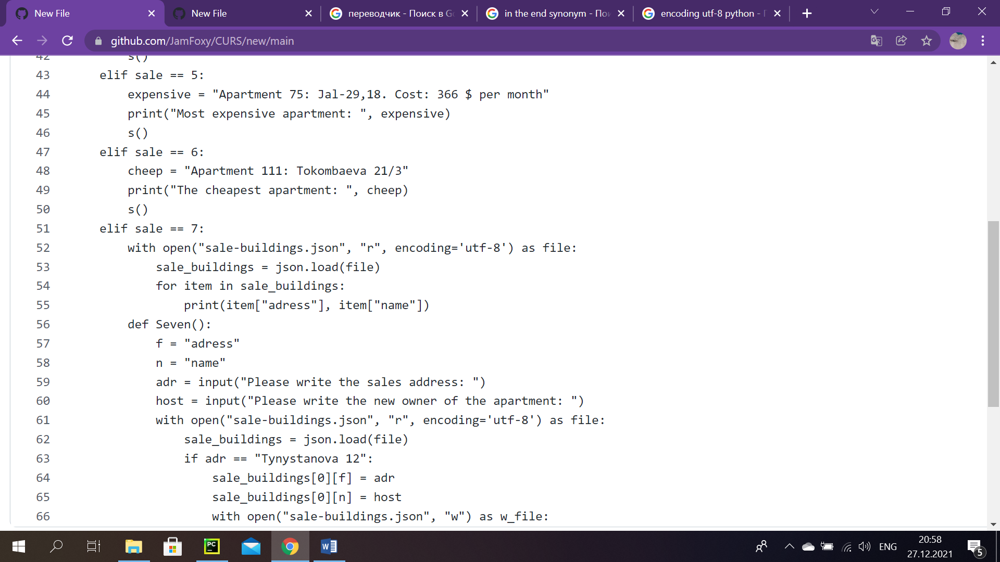 New File
New File
переводчик - Поиск в Go
in the end synonym - Пои
encoding utf-8 python - П
github.com/JamFoxy/CURS/new/main
42 s()
43 elif sale == 5:
44 expensive = "Apartment 75: Jal-29,18. Cost: 366 $ per month"
45 print("Most expensive apartment: ", expensive)
46 s()
47 elif sale == 6:
48 cheep = "Apartment 111: Tokombaeva 21/3"
49 print("The cheapest apartment: ", cheep)
50 s()
51 elif sale == 7:
52 with open("sale-buildings.json", "r", encoding='utf-8') as file:
53 sale_buildings = json.load(file)
54 for item in sale_buildings:
55 print(item["adress"], item["name"])
56 def Seven():
57 f = "adress"
58 n = "name"
59 adr = input("Please write the sales address: ")
60 host = input("Please write the new owner of the apartment: ")
61 with open("sale-buildings.json", "r", encoding='utf-8') as file:
62 sale_buildings = json.load(file)
63 if adr == "Tynystanova 12":
64 sale_buildings[0][f] = adr
65 sale_buildings[0][n] = host
66 with open("sale-buildings.json", "w") as w_file:
PC
W
ENG
20:58
27.12.2021
5